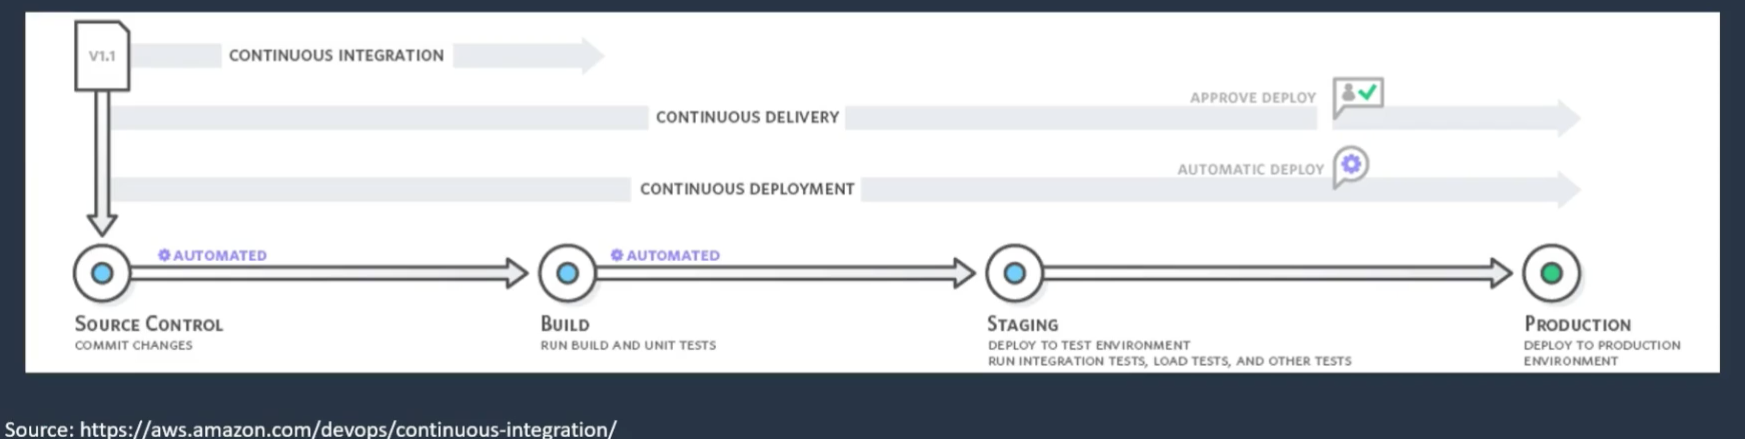 V1.1
CONTINUOUS INTEGRATION
APPROVE DEPLOY
CONTINUOUS DELIVERY
AUTOMATIC DEPLOY
CONTINUOUS DEPLOYMENT
AUTOMATED
AUTOMATED
SOURCE CONTROL
COMMIT CHANGES
BUILD
RUN BUILD AND UNIT TESTS
STAGING
DEPLOY TO TEST ENVIRONMENT
RUN INTEGRATION TESTS, LOAD TESTS, AND OTHER TESTS
PRODUCTION
DEPLOY TO PRODUCTION
ENVIRONMENT
Source: https://aws.amazon.com/devops/continuous-integration/